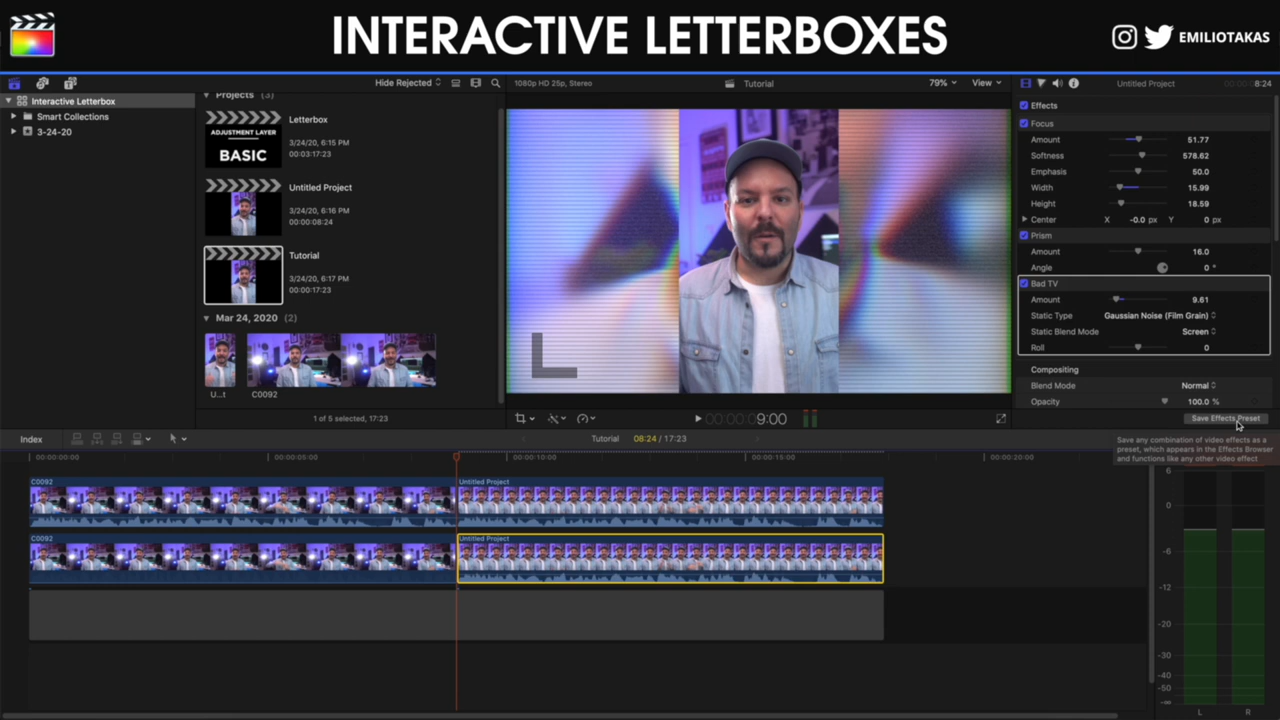 INTERACTIVE LETTERBOXES
EMILIOTAKAS
Hide Rejected
1080p HD 25p, Stereo
Tutorial
79%
View
Untitled Project
8:24
Interactive Letterbox
Smart Collections
3-24-20
Projects (3)
ADJUSTMENT LAYER
BASIC
Letterbox
3/24/20, 6:15 PM
00:03:17:23
Untitled Project
3/24/20, 6:16 PM
00:00:08:24
Tutorial
3/24/20, 6:17 PM
00:00:17:23
Mar 24, 2020 (2)
U...t
C0092
1 of 5 selected, 17:23
9:00
Effects
Focus
Amount 51.77
Softness 578.62
Emphasis 50.0
Width 15.99
Height 18.59
Center X -0.0 px Y 0 px
Prism
Amount 16.0
Angle 0 °
Bad TV
Amount 9.61
Static Type Gaussian Noise (Film Grain)
Static Blend Mode Screen
Roll 0
Compositing
Blend Mode Normal
Opacity 100.0 %
Save Effects Preset
Save any combination of video effects as a
preset, which appears in the Effects Browser
and functions like any other video effect
Index
Tutorial 08:24 / 17:23
00:00:00:00
00:00:05:00
00:00:10:00
00:00:15:00
00:00:20:00
C0092
Untitled Project
C0092
Untitled Project
6
0
-6
-12
-20
-30
-40
-50
-∞
L R